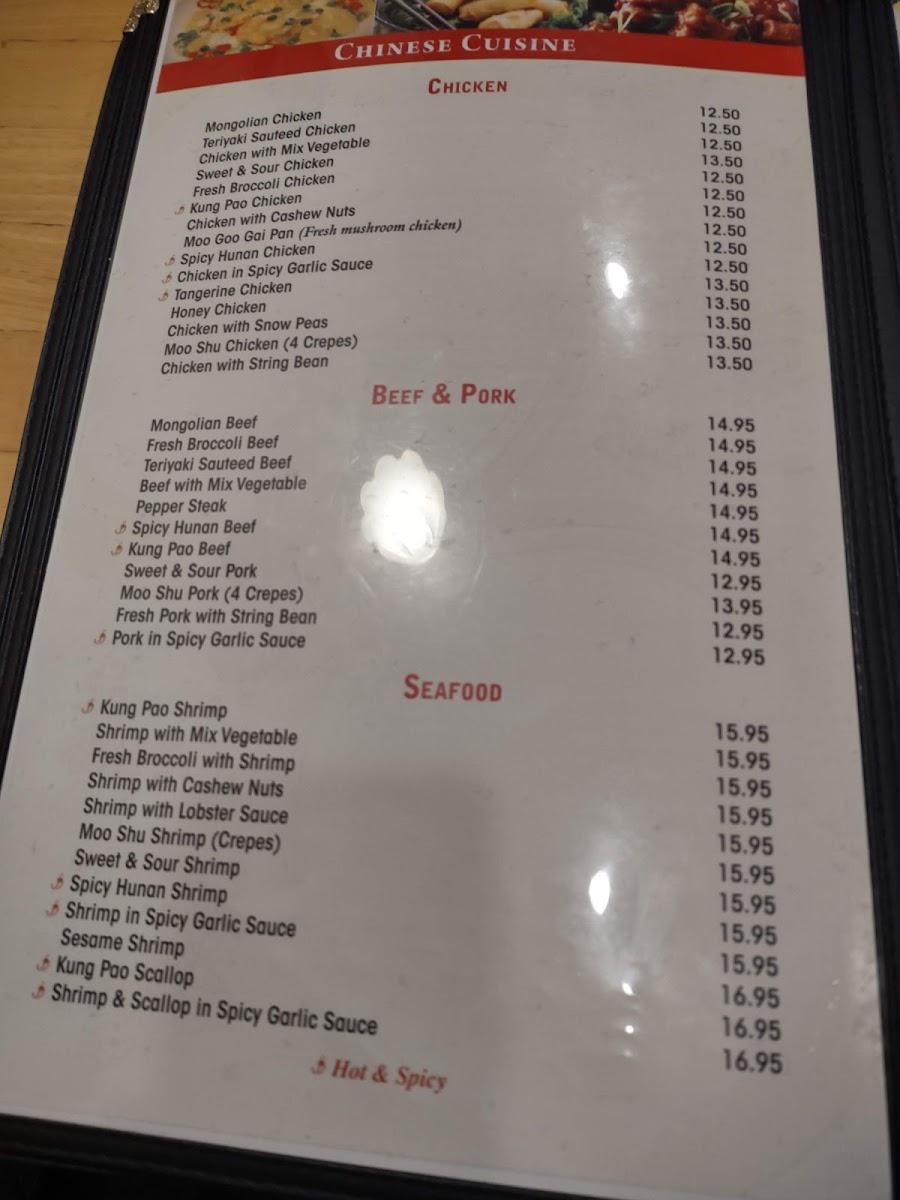 CHINESE CUISINE
CHICKEN
Mongolian Chicken 12.50
Teriyaki Sauteed Chicken 12.50
Chicken with Mix Vegetable 12.50
Sweet & Sour Chicken 13.50
Fresh Broccoli Chicken 12.50
Kung Pao Chicken 12.50
Chicken with Cashew Nuts 12.50
Moo Goo Gai Pan (Fresh mushroom chicken) 12.50
Spicy Hunan Chicken 12.50
Chicken in Spicy Garlic Sauce 12.50
Tangerine Chicken 13.50
Honey Chicken 13.50
Chicken with Snow Peas 13.50
Moo Shu Chicken (4 Crepes) 13.50
Chicken with String Bean 13.50
BEEF & PORK
Mongolian Beef 14.95
Fresh Broccoli Beef 14.95
Teriyaki Sauteed Beef 14.95
Beef with Mix Vegetable 14.95
Pepper Steak 14.95
Spicy Hunan Beef 14.95
Kung Pao Beef 14.95
Sweet & Sour Pork 12.95
Moo Shu Pork (4 Crepes) 13.95
Fresh Pork with String Bean 12.95
Pork in Spicy Garlic Sauce 12.95
SEAFOOD
Kung Pao Shrimp 15.95
Shrimp with Mix Vegetable 15.95
Fresh Broccoli with Shrimp 15.95
Shrimp with Cashew Nuts 15.95
Shrimp with Lobster Sauce 15.95
Moo Shu Shrimp (Crepes) 15.95
Sweet & Sour Shrimp 15.95
Spicy Hunan Shrimp 15.95
Shrimp in Spicy Garlic Sauce 15.95
Sesame Shrimp 16.95
Kung Pao Scallop 16.95
Shrimp & Scallop in Spicy Garlic Sauce 16.95
Hot & Spicy